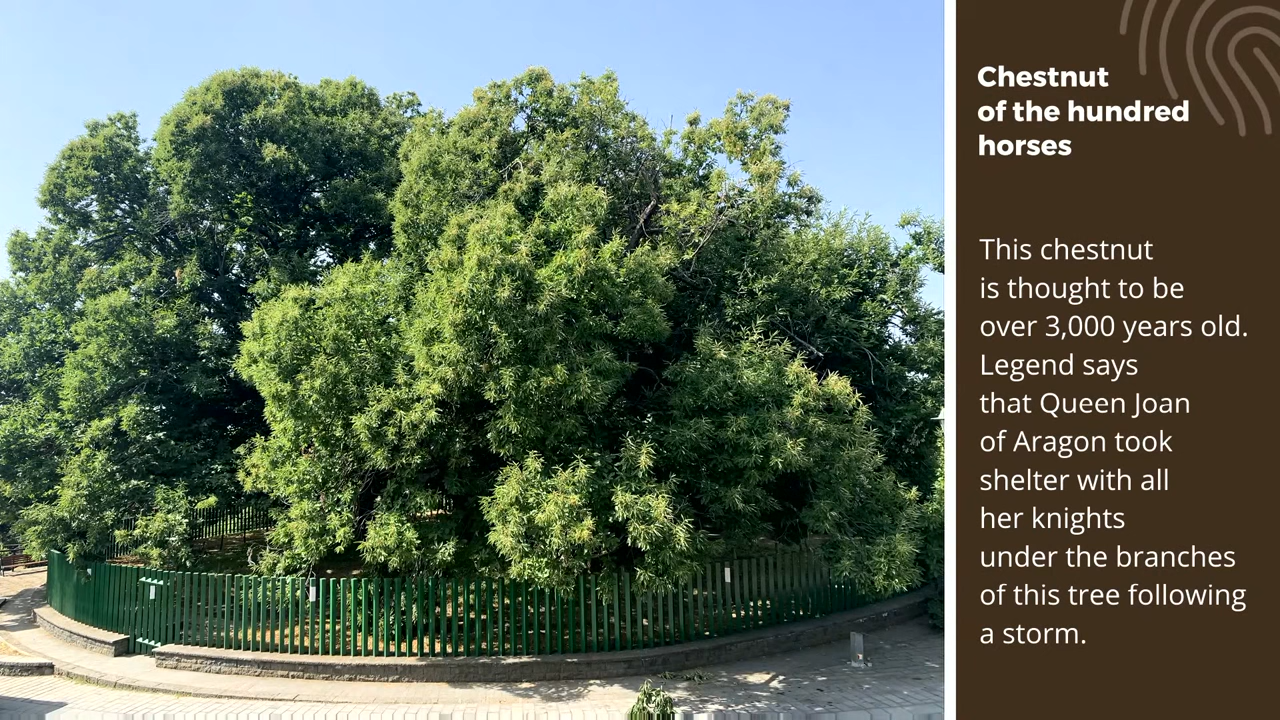 Chestnut
of the hundred
horses
This chestnut
is thought to be
over 3,000 years old.
Legend says
that Queen Joan
of Aragon took
shelter with all
her knights
under the branches
of this tree following
a storm.